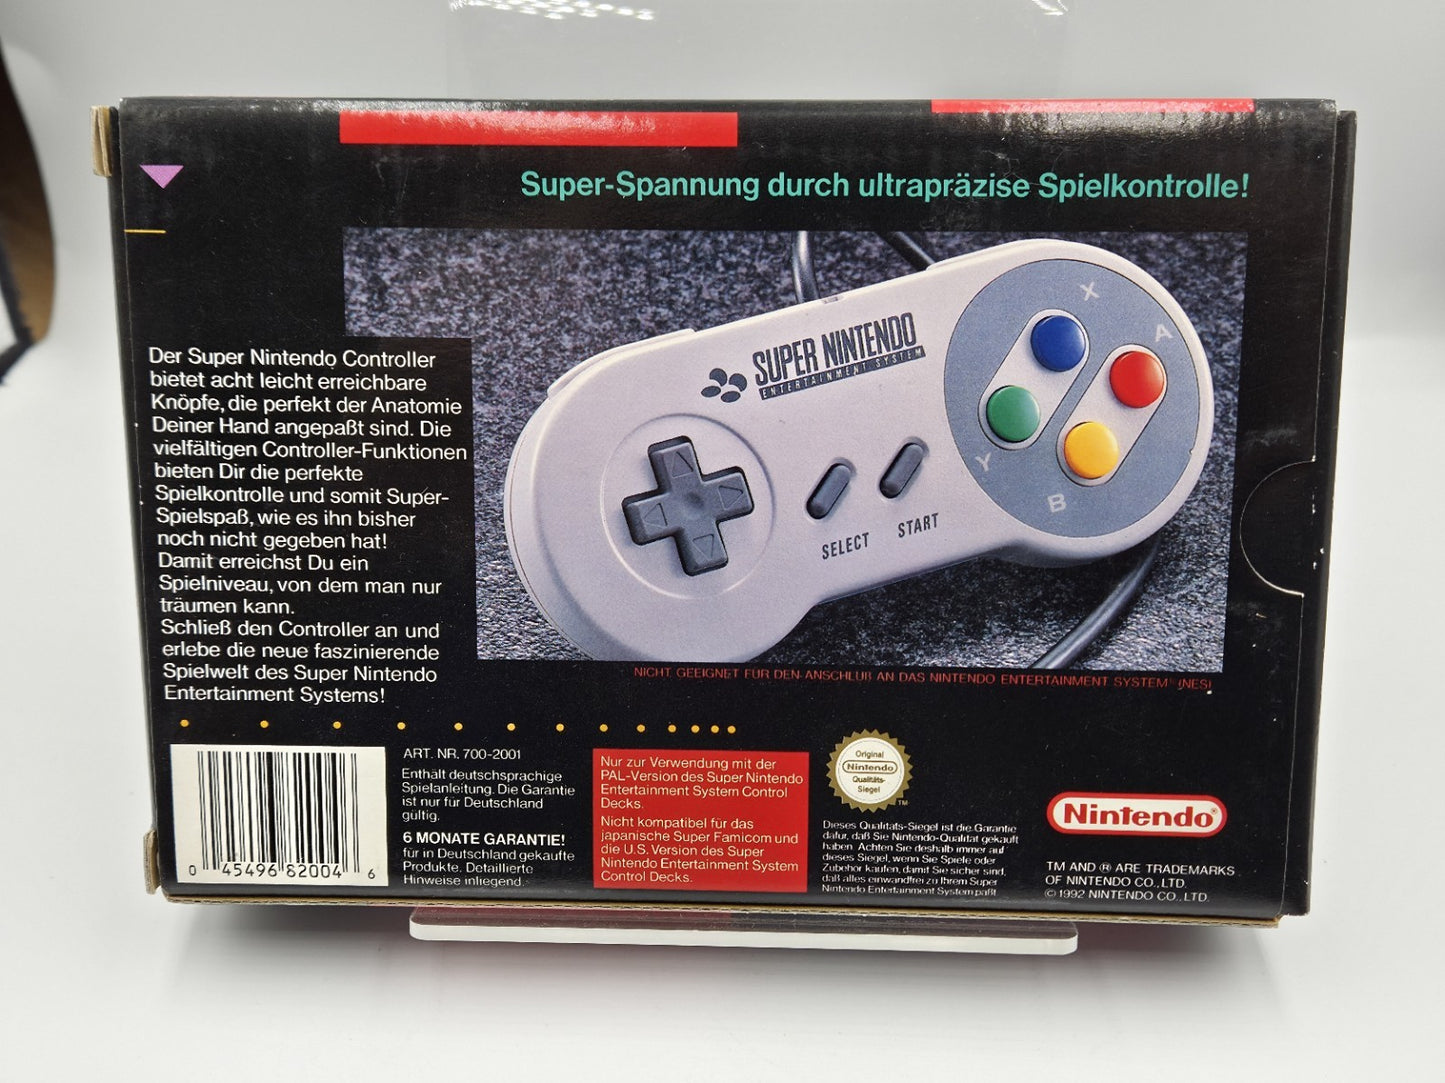 Super-Spannung durch ultrapräzise Spielkontrolle!
Der Super Nintendo Controller
bietet acht leicht erreichbare
Knöpfe, die perfekt der Anatomie
Deiner Hand angepaßt sind. Die
vielfältigen Controller-Funktionen
bieten Dir die perfekte
Spielkontrolle und somit Super-
Spielspaß, wie es ihn bisher
noch nicht gegeben hat!
Damit erreichst Du ein
Spielniveau, von dem man nur
träumen kann.
Schließ den Controller an und
erlebe die neue faszinierende
Spielwelt des Super Nintendo
Entertainment Systems!
SUPER NINTENDO
ENTERTAINMENT SYSTEM
X
A
Y
B
SELECT
START
NICHT GEEIGNET FÜR DEN ANSCHLUß AN DAS NINTENDO ENTERTAINMENT SYSTEM (NES)
0 45496 82004 6
ART. NR. 700-2001
Enthält deutschsprachige
Spielanleitung. Die Garantie
ist nur für Deutschland
gültig.
6 MONATE GARANTIE!
für in Deutschland gekaufte
Produkte. Detaillierte
Hinweise inliegend.
Nur zur Verwendung mit der
PAL-Version des Super Nintendo
Entertainment System Control
Decks.
Nicht kompatibel für das
japanische Super Famicom und
die U.S. Version des Super
Nintendo Entertainment System
Control Decks.
Original
Nintendo
Qualitäts-
Siegel
TM
Dieses Qualitäts-Siegel ist die Garantie
dafür, daß Sie Nintendo-Qualität gekauft
haben. Achten Sie deshalb immer auf
dieses Siegel, wenn Sie Spiele oder
Zubehör kaufen, damit Sie sicher sind,
daß alles einwandfrei zu Ihrem Super
Nintendo Entertainment System paßt
Nintendo®
TM AND ® ARE TRADEMARKS
OF NINTENDO CO., LTD.
© 1992 NINTENDO CO., LTD.